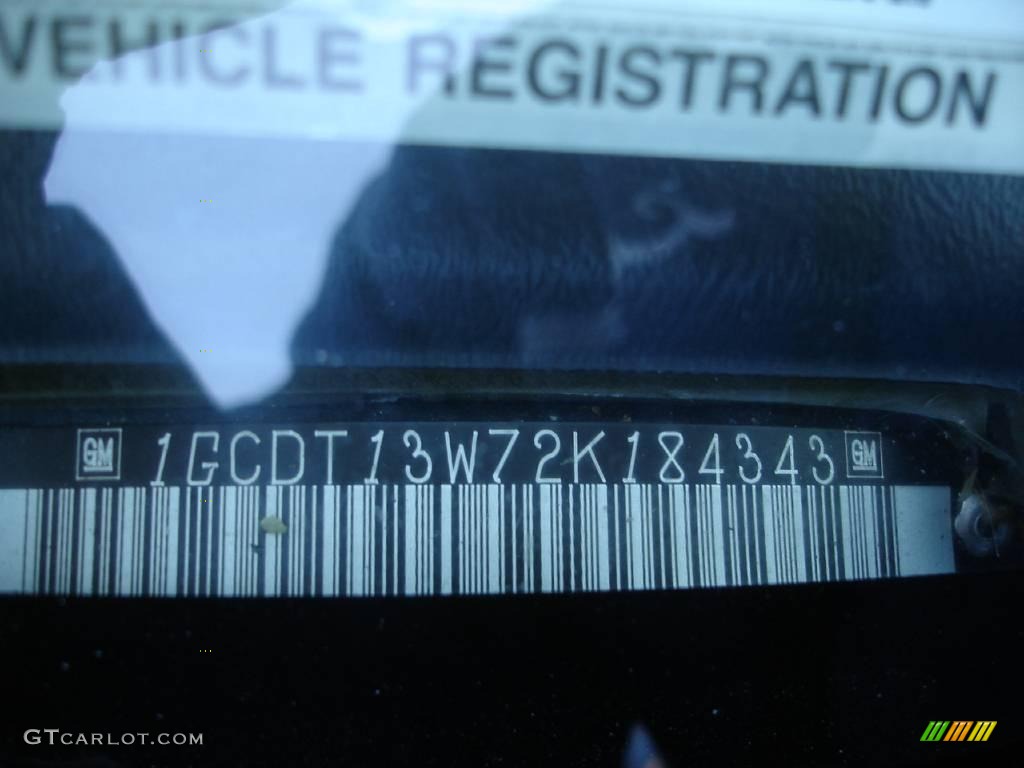 VEHICLE REGISTRATION
GM 1GCDT13W72K184343 GM
GTCARLOT.COM